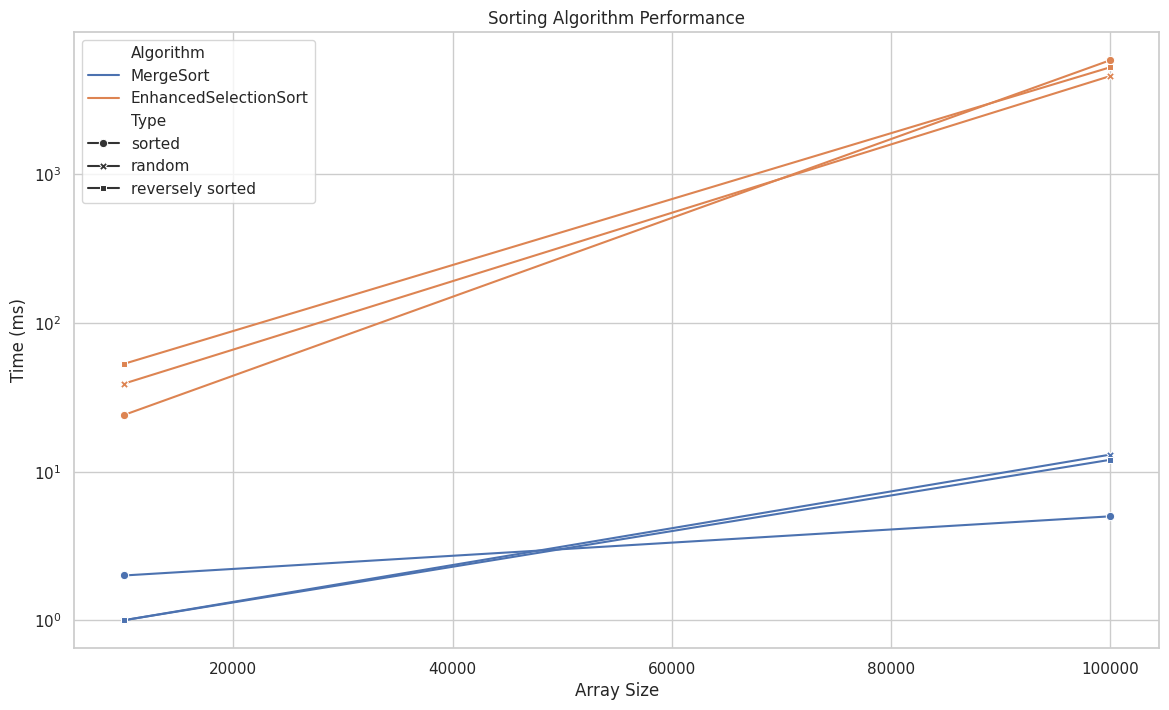 Sorting Algorithm Performance
Algorithm
MergeSort
EnhancedSelectionSort
Type
sorted
random
reversely sorted
Time (ms)
10³
10²
10¹
10⁰
20000
40000
60000
80000
100000
Array Size